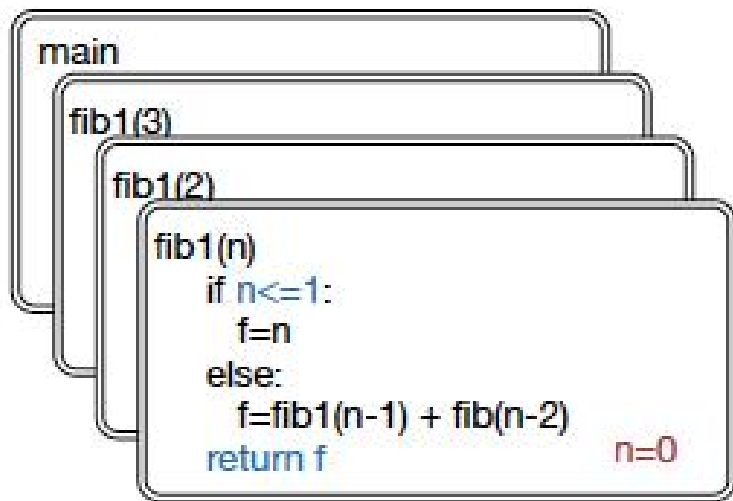 main
fib1(3)
fib1(2)
fib1(n)
if n<=1:
f=n
else:
f=fib1(n-1) + fib(n-2)
return f
n=0